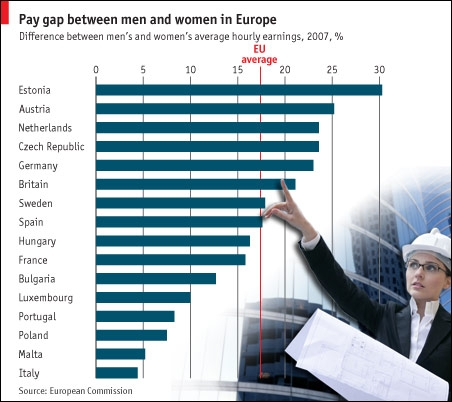 Pay gap between men and women in Europe
Difference between men's and women's average hourly earnings, 2007, %
EU
average
0 5 10 15 20 25 30
Estonia
Austria
Netherlands
Czech Republic
Germany
Britain
Sweden
Spain
Hungary
France
Bulgaria
Luxembourg
Portugal
Poland
Malta
Italy
Source: European Commission